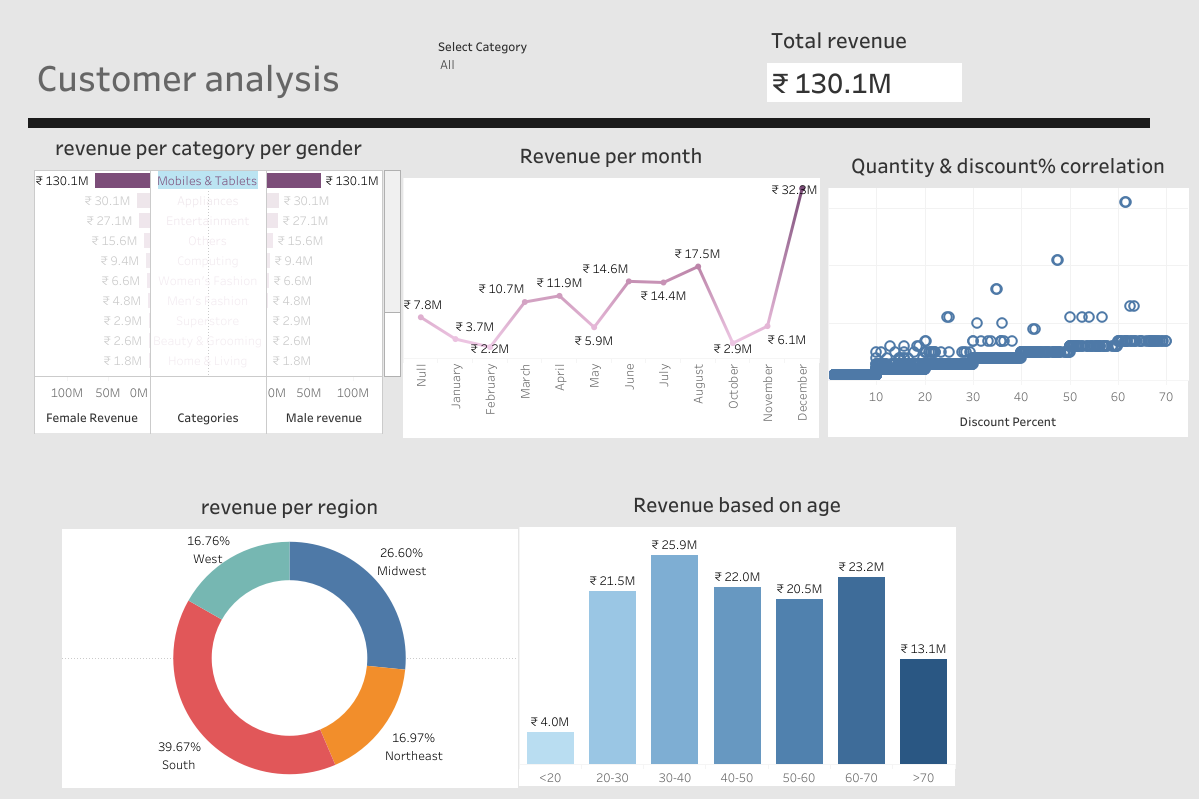 Customer analysis
Select Category
All
Total revenue
₹ 130.1M
revenue per category per gender
₹ 130.1M Mobiles & Tablets ₹ 130.1M
₹ 30.1M Appliances ₹ 30.1M
₹ 27.1M Entertainment ₹ 27.1M
₹ 15.6M Others ₹ 15.6M
₹ 9.4M Computing ₹ 9.4M
₹ 6.6M Women's Fashion ₹ 6.6M
₹ 4.8M Men's Fashion ₹ 4.8M
₹ 2.9M Superstore ₹ 2.9M
₹ 2.6M Beauty & Grooming ₹ 2.6M
₹ 1.8M Home & Living ₹ 1.8M
100M 50M 0M 0M 50M 100M
Female Revenue Categories Male revenue
Revenue per month
₹ 7.8M
₹ 3.7M
₹ 2.2M
₹ 10.7M
₹ 11.9M
₹ 5.9M
₹ 14.6M
₹ 14.4M
₹ 17.5M
₹ 2.9M
₹ 6.1M
₹ 32.3M
Null
January
February
March
April
May
June
July
August
October
November
December
Quantity & discount% correlation
10 20 30 40 50 60 70
Discount Percent
revenue per region
16.76%
West
26.60%
Midwest
39.67%
South
16.97%
Northeast
Revenue based on age
₹ 4.0M
₹ 21.5M
₹ 25.9M
₹ 22.0M
₹ 20.5M
₹ 23.2M
₹ 13.1M
<20 20-30 30-40 40-50 50-60 60-70 >70